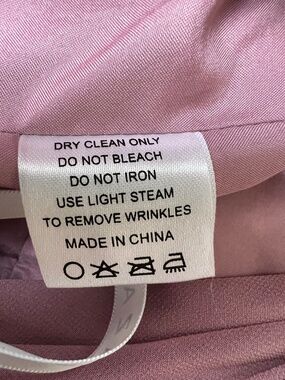 DRY CLEAN ONLY
DO NOT BLEACH
DO NOT IRON
USE LIGHT STEAM
TO REMOVE WRINKLES
MADE IN CHINA